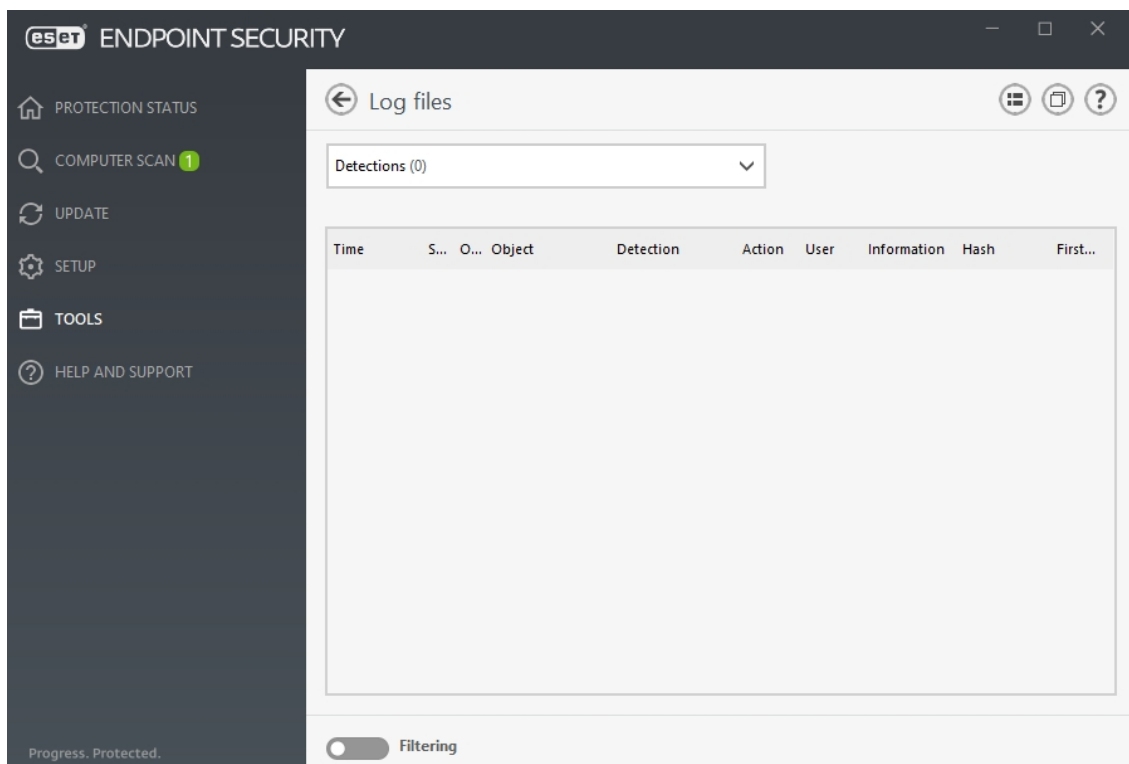 eset ENDPOINT SECURITY
PROTECTION STATUS
COMPUTER SCAN 1
UPDATE
SETUP
TOOLS
HELP AND SUPPORT
Progress. Protected.
Log files
?
Detections (0)
Time S... O... Object Detection Action User Information Hash First...
Filtering